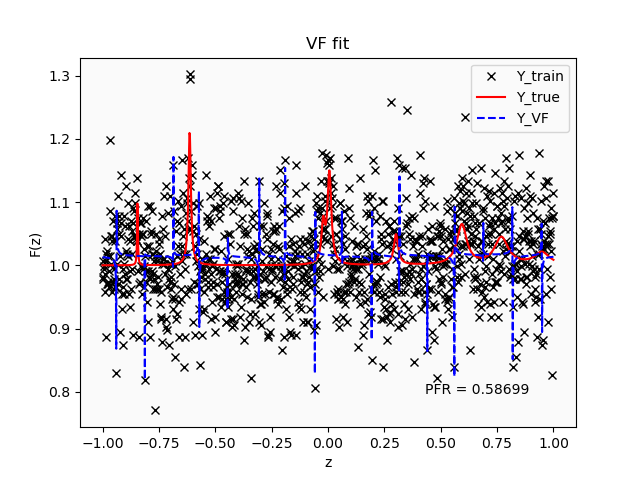 VF fit
Y_train
Y_true
Y_VF
F(z)
1.3
1.2
1.1
1.0
0.9
0.8
PFR = 0.58699
−1.00 −0.75 −0.50 −0.25 0.00 0.25 0.50 0.75 1.00
z